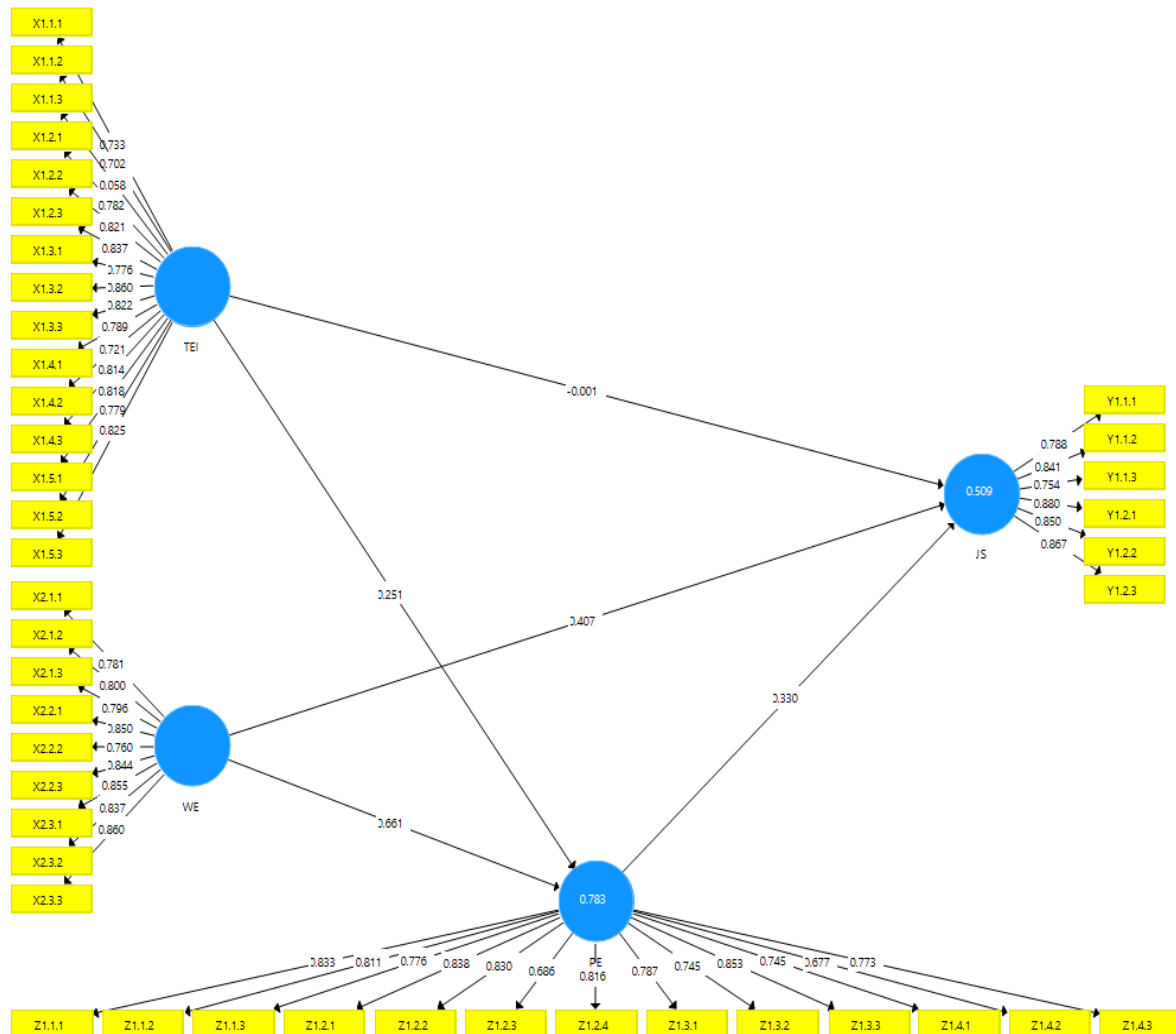 X1.1.1
X1.1.2
X1.1.3
X1.2.1
X1.2.2
X1.2.3
X1.3.1
X1.3.2
X1.3.3
X1.4.1
X1.4.2
X1.4.3
X1.5.1
X1.5.2
X1.5.3
0.733
0.702
0.058
0.782
0.821
0.837
0.776
0.860
0.822
0.789
0.721
0.814
0.818
0.779
0.825
TEI
-0.001
0.251
X2.1.1
X2.1.2
X2.1.3
X2.2.1
X2.2.2
X2.2.3
X2.3.1
X2.3.2
X2.3.3
0.781
0.800
0.796
0.850
0.760
0.844
0.855
0.837
0.860
WE
0.407
0.661
0.330
0.509
JS
0.788
0.841
0.754
0.880
0.850
0.867
Y1.1.1
Y1.1.2
Y1.1.3
Y1.2.1
Y1.2.2
Y1.2.3
0.783
PE
0.833
0.811
0.776
0.838
0.830
0.686
0.816
0.787
0.745
0.853
0.745
0.677
0.773
Z1.1.1
Z1.1.2
Z1.1.3
Z1.2.1
Z1.2.2
Z1.2.3
Z1.2.4
Z1.3.1
Z1.3.2
Z1.3.3
Z1.4.1
Z1.4.2
Z1.4.3